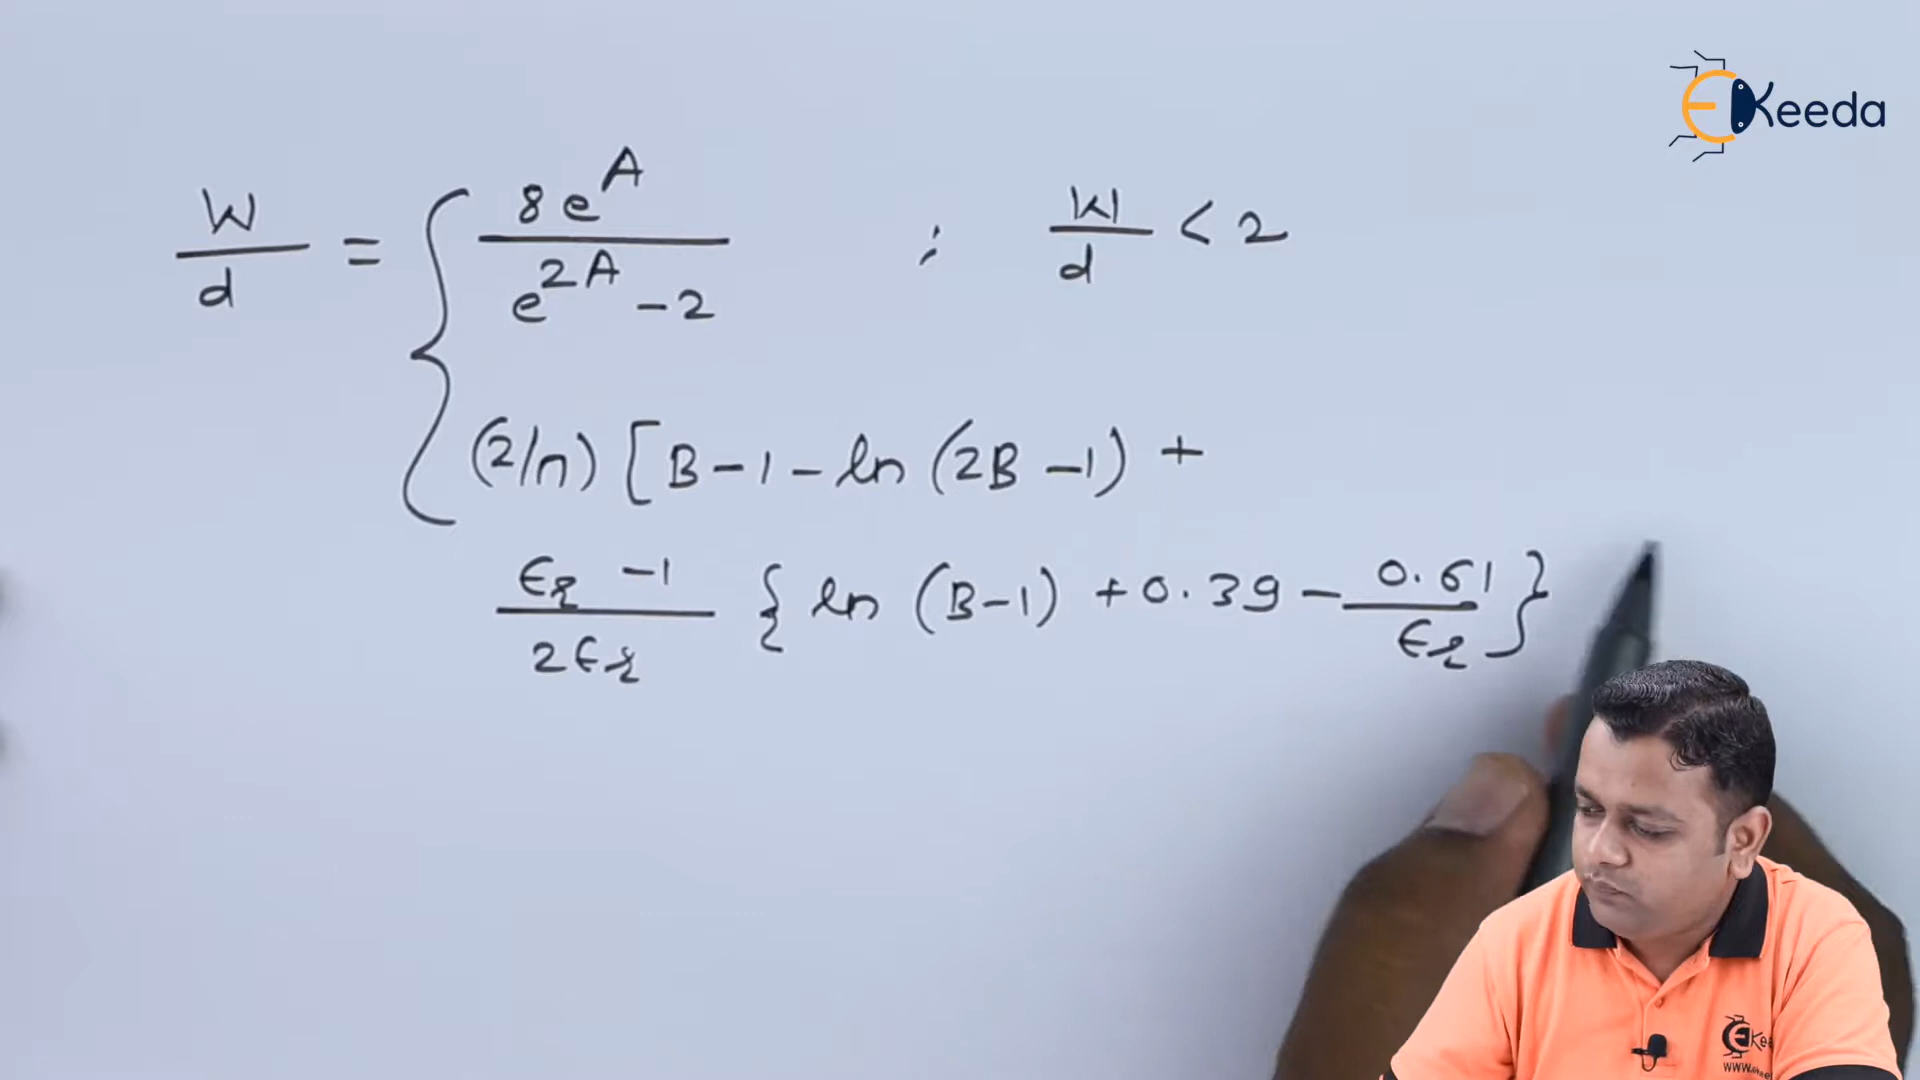 EKeeda
W/d = { 8e^A / e^2A - 2 ; W/d < 2
(2/π) [B - 1 - ln (2B - 1) +
εr - 1 / 2εr { ln (B - 1) + 0.39 - 0.61 / εr }